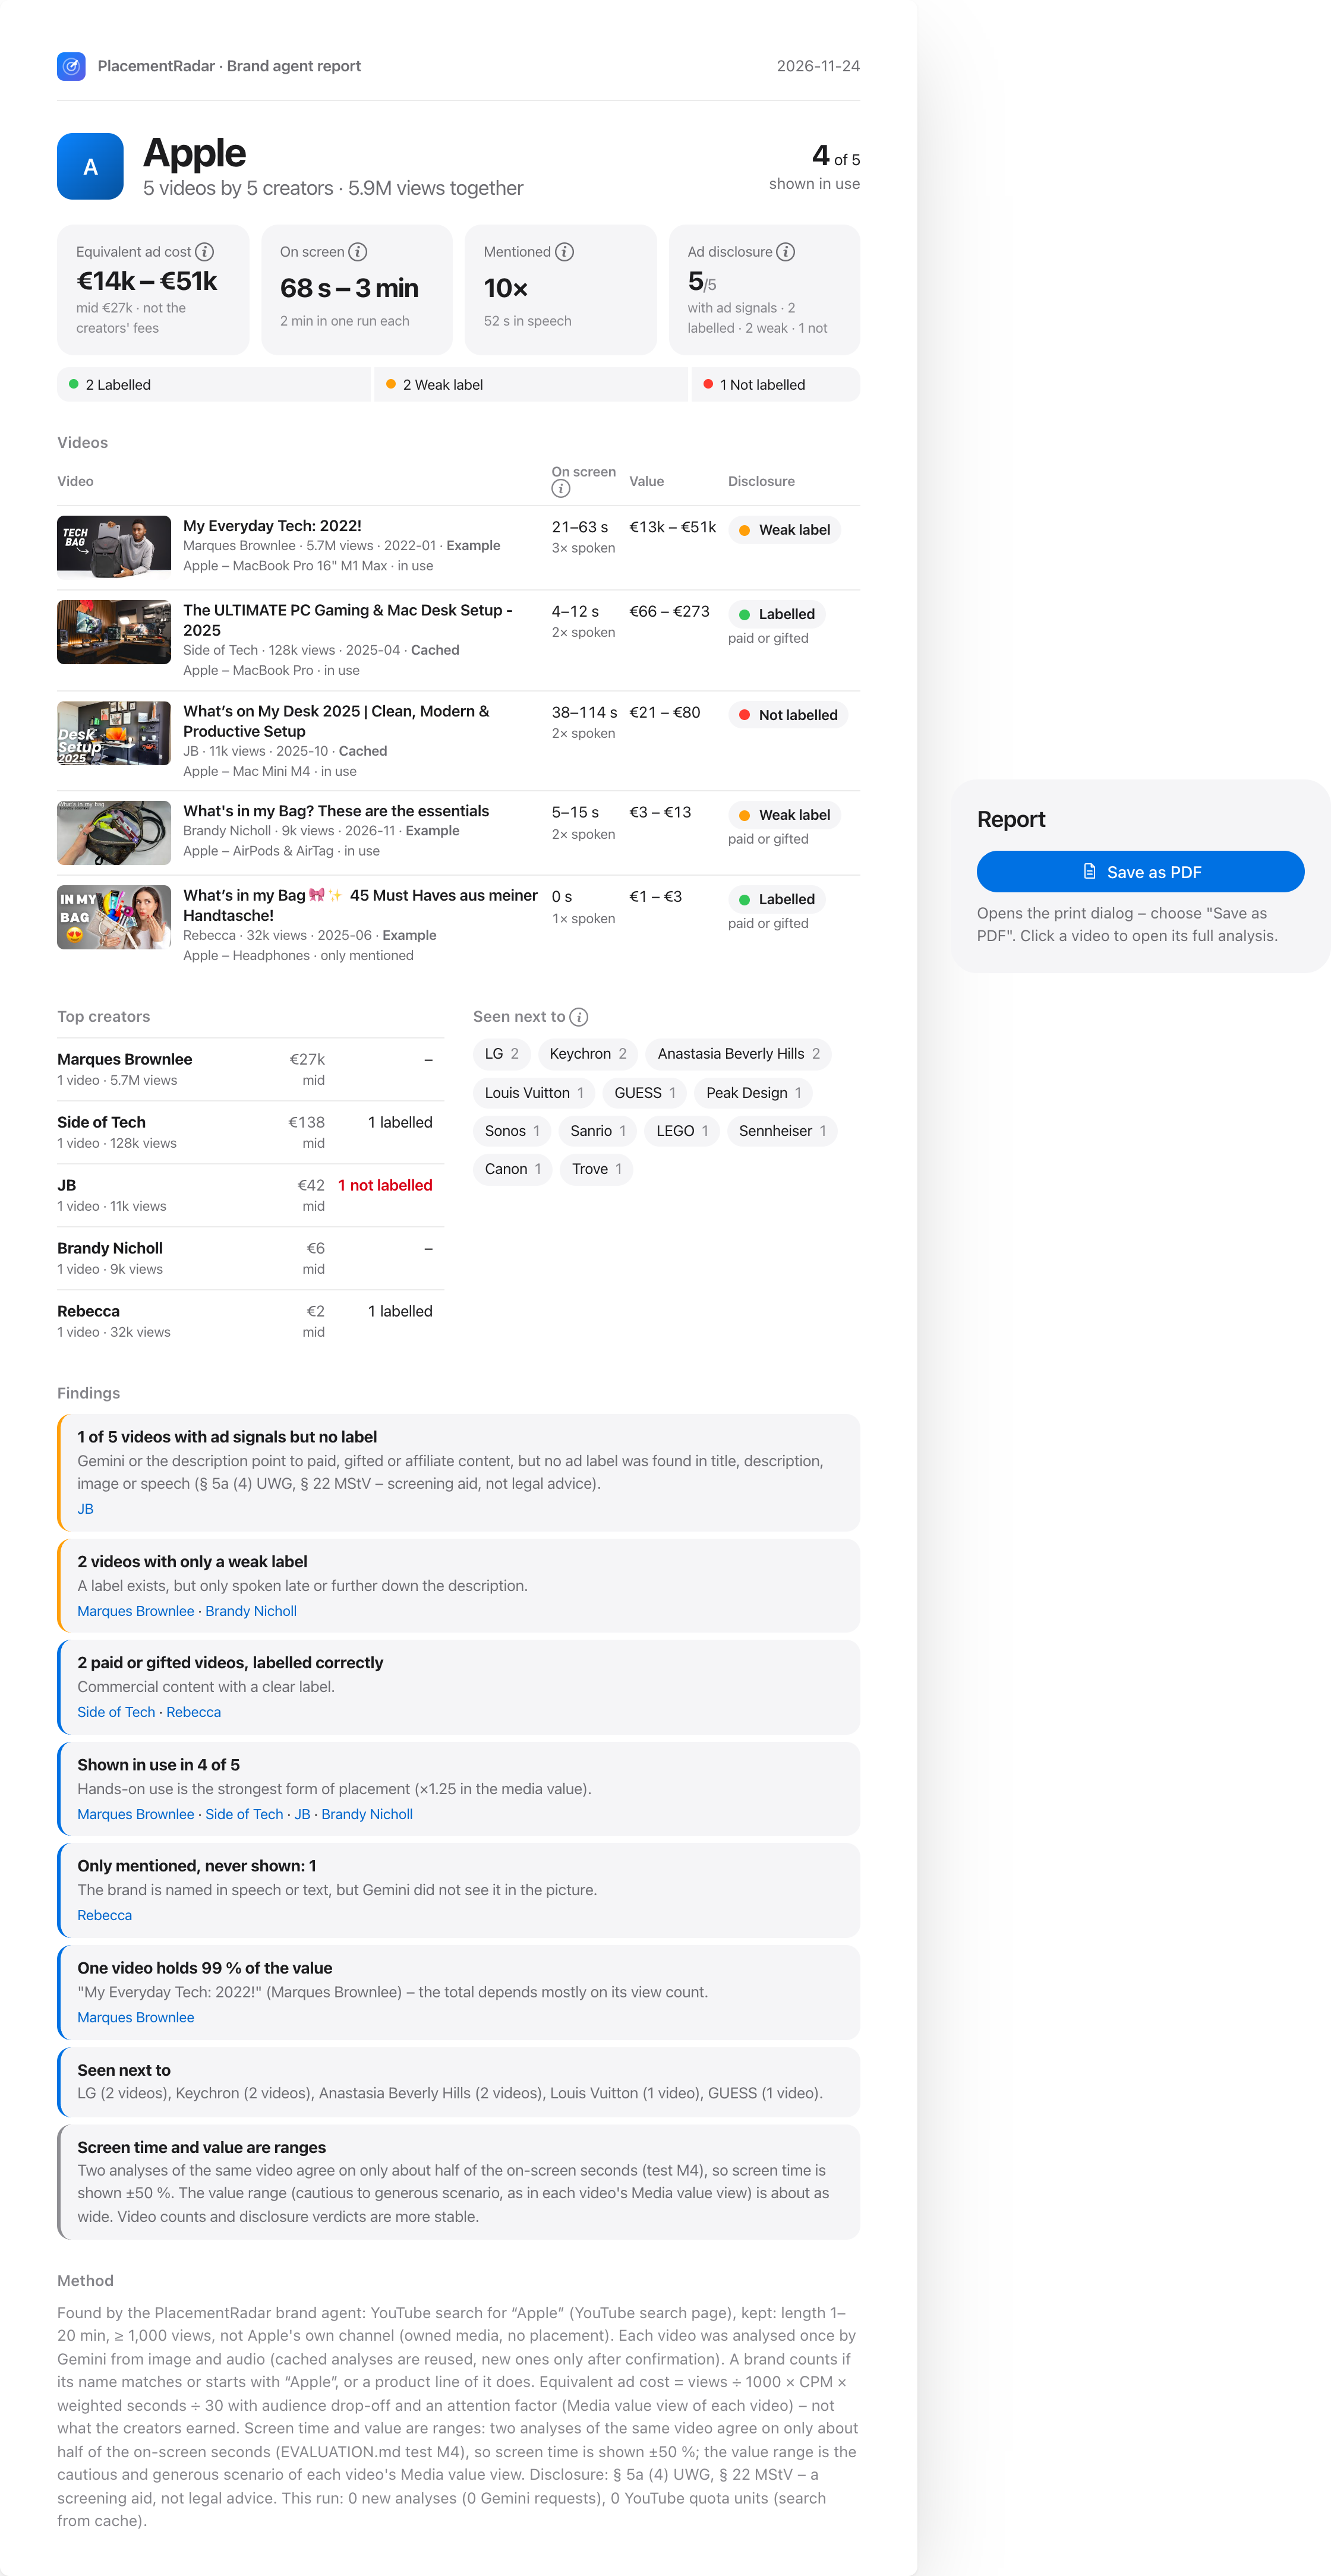 PlacementRadar · Brand agent report
2026-11-24
A
Apple
5 videos by 5 creators · 5.9M views together
4 of 5
shown in use
Equivalent ad cost i
€14k – €51k
mid €27k · not the
creators' fees
On screen i
68 s – 3 min
2 min in one run each
Mentioned i
10×
52 s in speech
Ad disclosure i
5/5
with ad signals · 2
labelled · 2 weak · 1 not
2 Labelled
2 Weak label
1 Not labelled
Videos
Video
On screen
i
Value
Disclosure
TECH
BAG
My Everyday Tech: 2022!
Marques Brownlee · 5.7M views · 2022-01 · Example
Apple – MacBook Pro 16" M1 Max · in use
21–63 s
3× spoken
€13k – €51k
Weak label
The ULTIMATE PC Gaming & Mac Desk Setup -
2025
Side of Tech · 128k views · 2025-04 · Cached
Apple – MacBook Pro · in use
4–12 s
2× spoken
€66 – €273
Labelled
paid or gifted
Desk
Setup
2025
What’s on My Desk 2025 | Clean, Modern &
Productive Setup
JB · 11k views · 2025-10 · Cached
Apple – Mac Mini M4 · in use
38–114 s
2× spoken
€21 – €80
Not labelled
What's in my bag
What's in my Bag? These are the essentials
Brandy Nicholl · 9k views · 2026-11 · Example
Apple – AirPods & AirTag · in use
5–15 s
2× spoken
€3 – €13
Weak label
paid or gifted
IN MY
BAG
What’s in my Bag 🎀✨ 45 Must Haves aus meiner
Handtasche!
Rebecca · 32k views · 2025-06 · Example
Apple – Headphones · only mentioned
0 s
1× spoken
€1 – €3
Labelled
paid or gifted
Top creators
Marques Brownlee
1 video · 5.7M views
€27k
mid
–
Side of Tech
1 video · 128k views
€138
mid
1 labelled
JB
1 video · 11k views
€42
mid
1 not labelled
Brandy Nicholl
1 video · 9k views
€6
mid
–
Rebecca
1 video · 32k views
€2
mid
1 labelled
Seen next to i
LG 2
Keychron 2
Anastasia Beverly Hills 2
Louis Vuitton 1
GUESS 1
Peak Design 1
Sonos 1
Sanrio 1
LEGO 1
Sennheiser 1
Canon 1
Trove 1
Findings
1 of 5 videos with ad signals but no label
Gemini or the description point to paid, gifted or affiliate content, but no ad label was found in title, description,
image or speech (§ 5a (4) UWG, § 22 MStV – screening aid, not legal advice).
JB
2 videos with only a weak label
A label exists, but only spoken late or further down the description.
Marques Brownlee · Brandy Nicholl
2 paid or gifted videos, labelled correctly
Commercial content with a clear label.
Side of Tech · Rebecca
Shown in use in 4 of 5
Hands-on use is the strongest form of placement (×1.25 in the media value).
Marques Brownlee · Side of Tech · JB · Brandy Nicholl
Only mentioned, never shown: 1
The brand is named in speech or text, but Gemini did not see it in the picture.
Rebecca
One video holds 99 % of the value
"My Everyday Tech: 2022!" (Marques Brownlee) – the total depends mostly on its view count.
Marques Brownlee
Seen next to
LG (2 videos), Keychron (2 videos), Anastasia Beverly Hills (2 videos), Louis Vuitton (1 video), GUESS (1 video).
Screen time and value are ranges
Two analyses of the same video agree on only about half of the on-screen seconds (test M4), so screen time is
shown ±50 %. The value range (cautious to generous scenario, as in each video's Media value view) is about as
wide. Video counts and disclosure verdicts are more stable.
Method
Found by the PlacementRadar brand agent: YouTube search for “Apple” (YouTube search page), kept: length 1–
20 min, ≥ 1,000 views, not Apple's own channel (owned media, no placement). Each video was analysed once by
Gemini from image and audio (cached analyses are reused, new ones only after confirmation). A brand counts if
its name matches or starts with “Apple”, or a product line of it does. Equivalent ad cost = views ÷ 1000 × CPM ×
weighted seconds ÷ 30 with audience drop-off and an attention factor (Media value view of each video) – not
what the creators earned. Screen time and value are ranges: two analyses of the same video agree on only about
half of the on-screen seconds (EVALUATION.md test M4), so screen time is shown ±50 %; the value range is the
cautious and generous scenario of each video's Media value view. Disclosure: § 5a (4) UWG, § 22 MStV – a
screening aid, not legal advice. This run: 0 new analyses (0 Gemini requests), 0 YouTube quota units (search
from cache).
Report
Save as PDF
Opens the print dialog – choose "Save as
PDF". Click a video to open its full analysis.